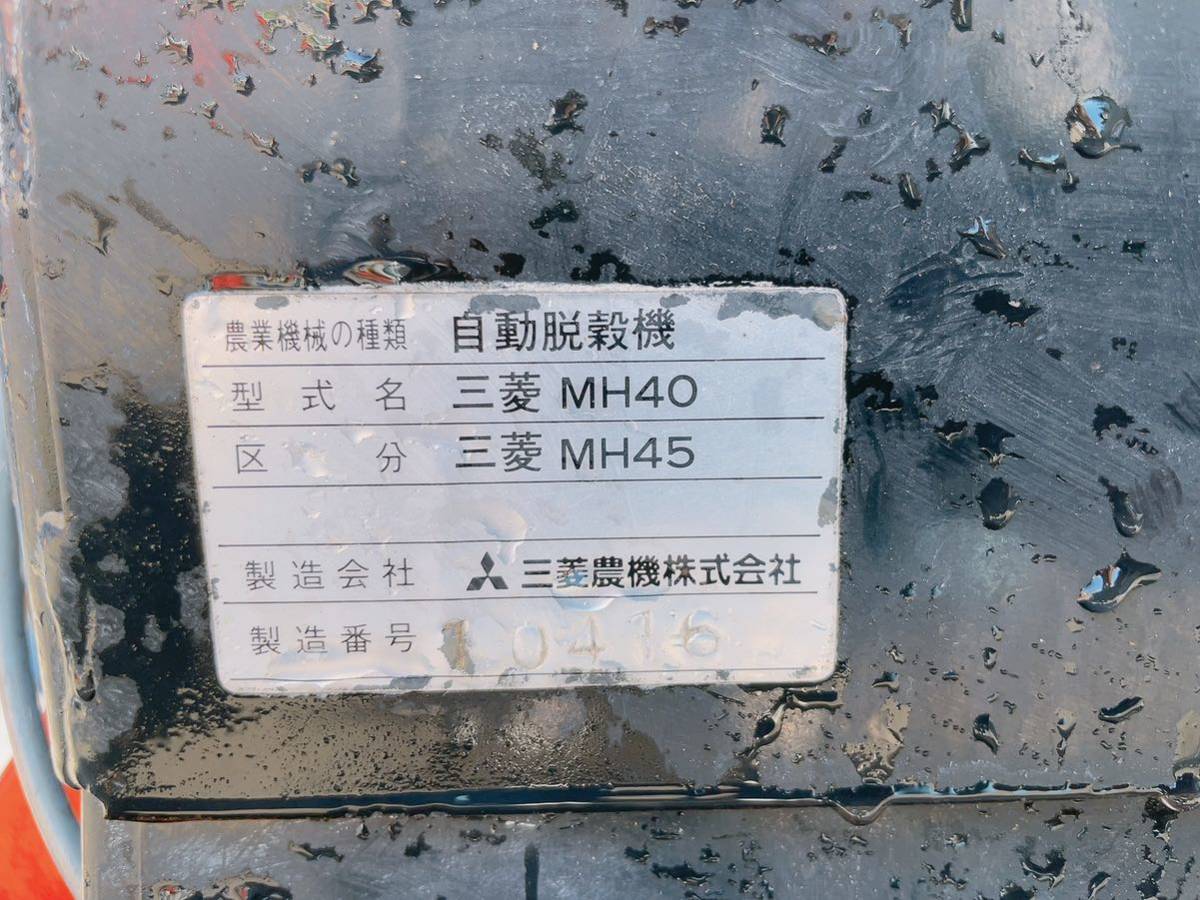 農業機械の種類 自動脱穀機
型式名 三菱 MH40
区分 三菱 MH45
製造会社 三菱農機株式会社
製造番号 10416